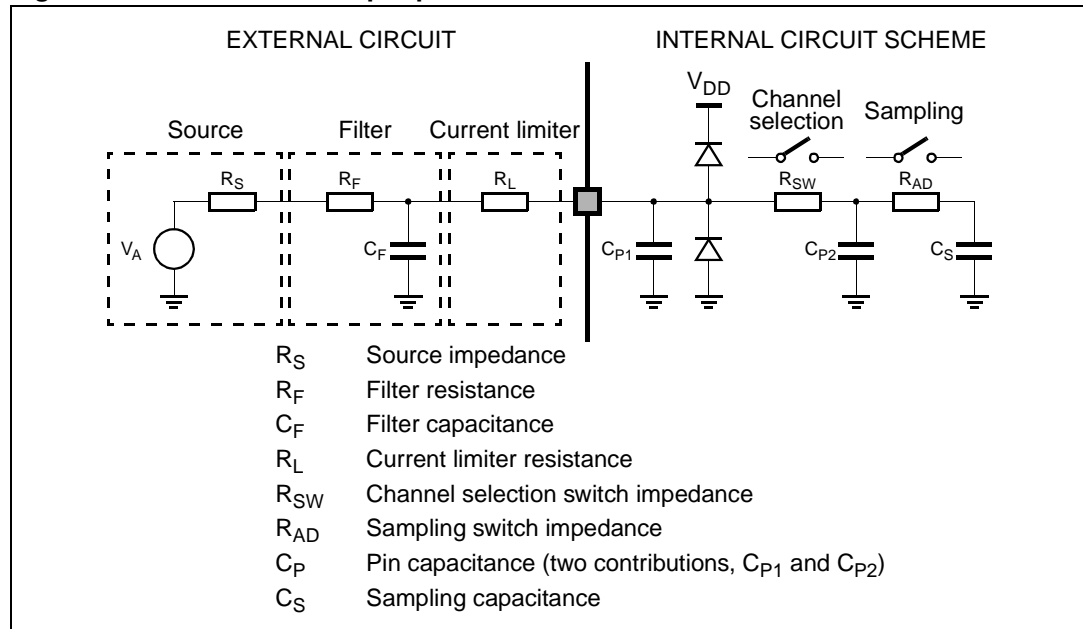 EXTERNAL CIRCUIT
INTERNAL CIRCUIT SCHEME
VDD
Channel
selection
Sampling
Source
Filter
Current limiter
RS
RF
RL
RSW
RAD
VA
CF
CP1
CP2
CS
RS Source impedance
RF Filter resistance
CF Filter capacitance
RL Current limiter resistance
RSW Channel selection switch impedance
RAD Sampling switch impedance
CP Pin capacitance (two contributions, CP1 and CP2)
CS Sampling capacitance